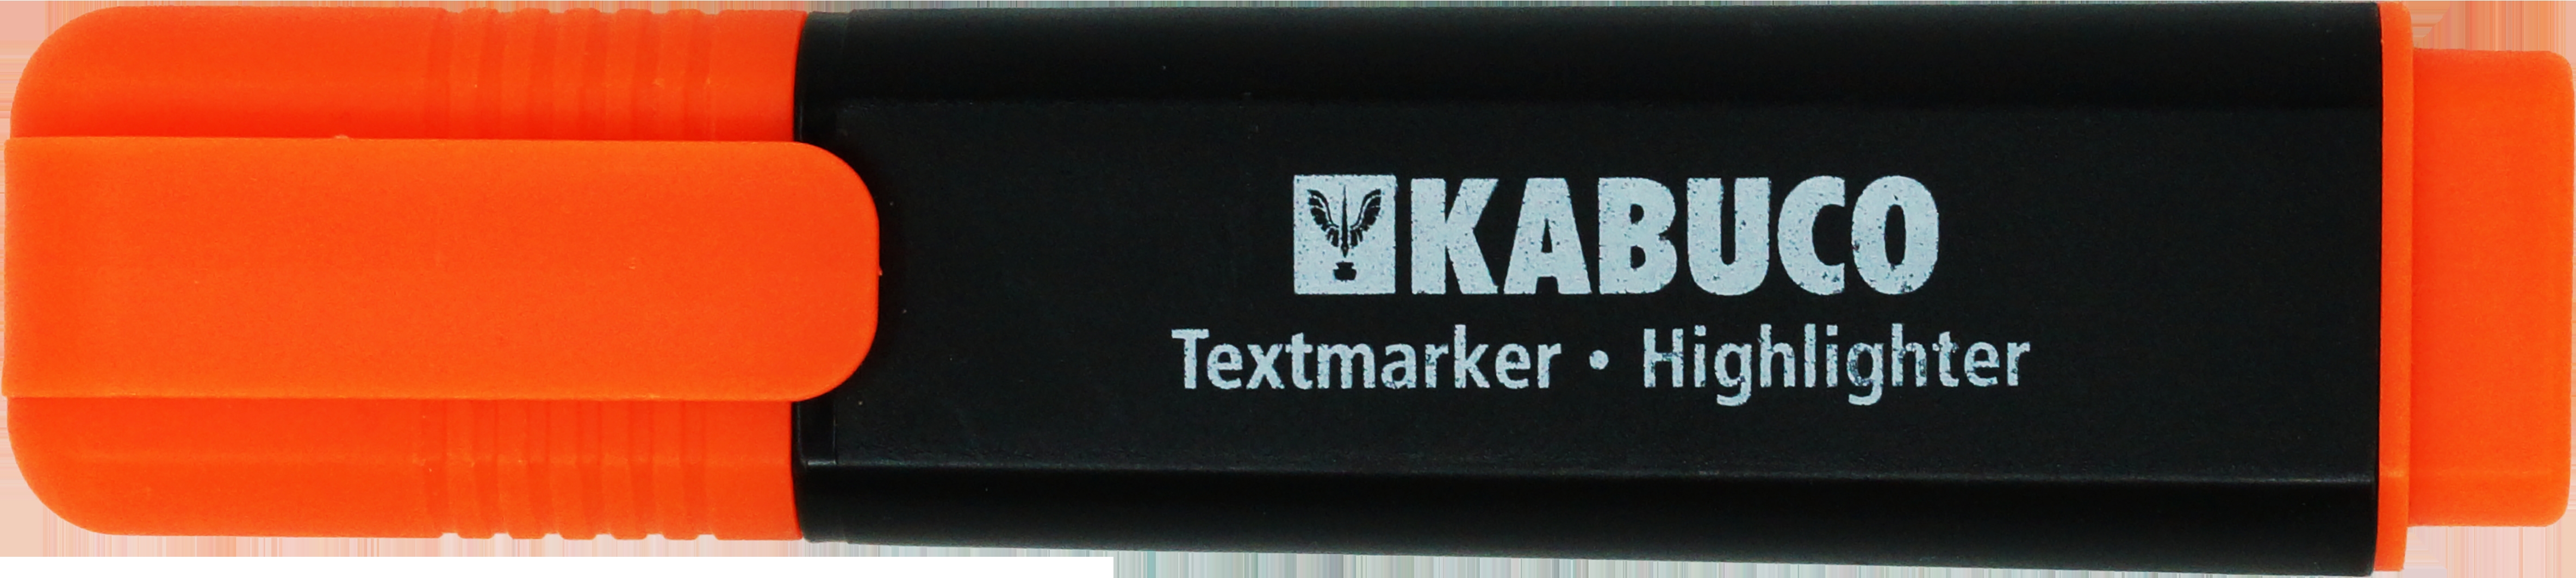 KABUCO
Textmarker • Highlighter